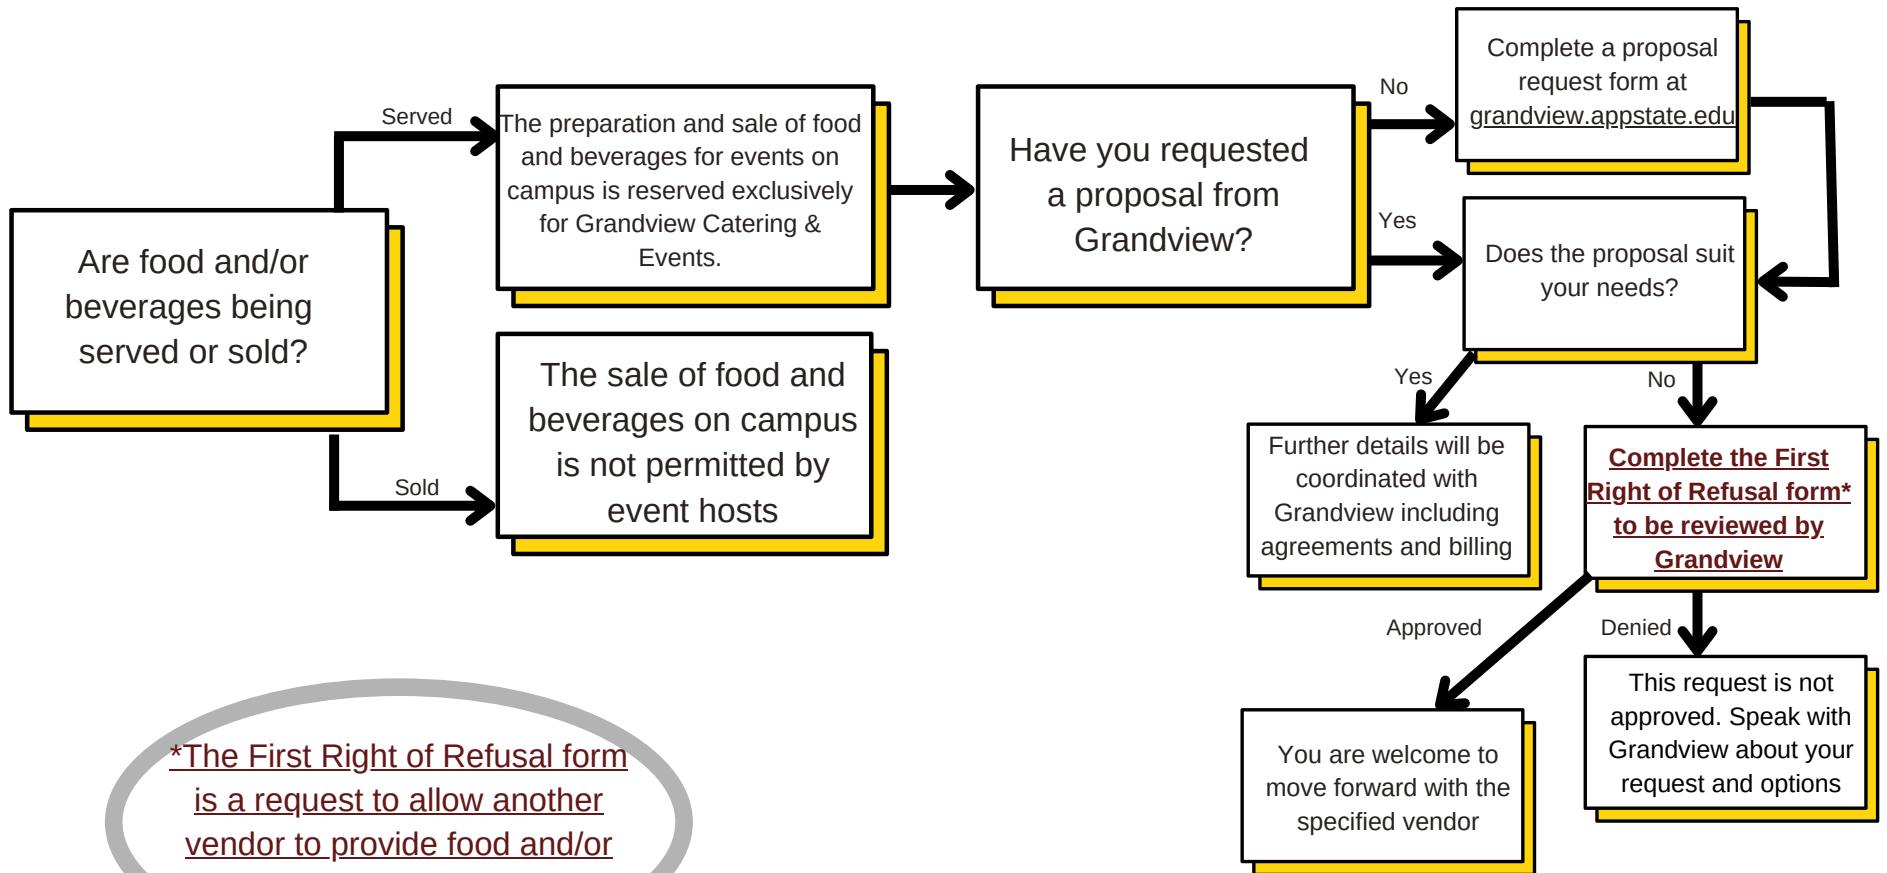 Are food and/or
beverages being
served or sold?
Served
The preparation and sale of food
and beverages for events on
campus is reserved exclusively
for Grandview Catering &
Events.
Sold
The sale of food and
beverages on campus
is not permitted by
event hosts
Have you requested
a proposal from
Grandview?
No
Complete a proposal
request form at
grandview.appstate.edu
Yes
Does the proposal suit
your needs?
Yes
Further details will be
coordinated with
Grandview including
agreements and billing
No
Complete the First
Right of Refusal form*
to be reviewed by
Grandview
Approved
You are welcome to
move forward with the
specified vendor
Denied
This request is not
approved. Speak with
Grandview about your
request and options
*The First Right of Refusal form
is a request to allow another
vendor to provide food and/or